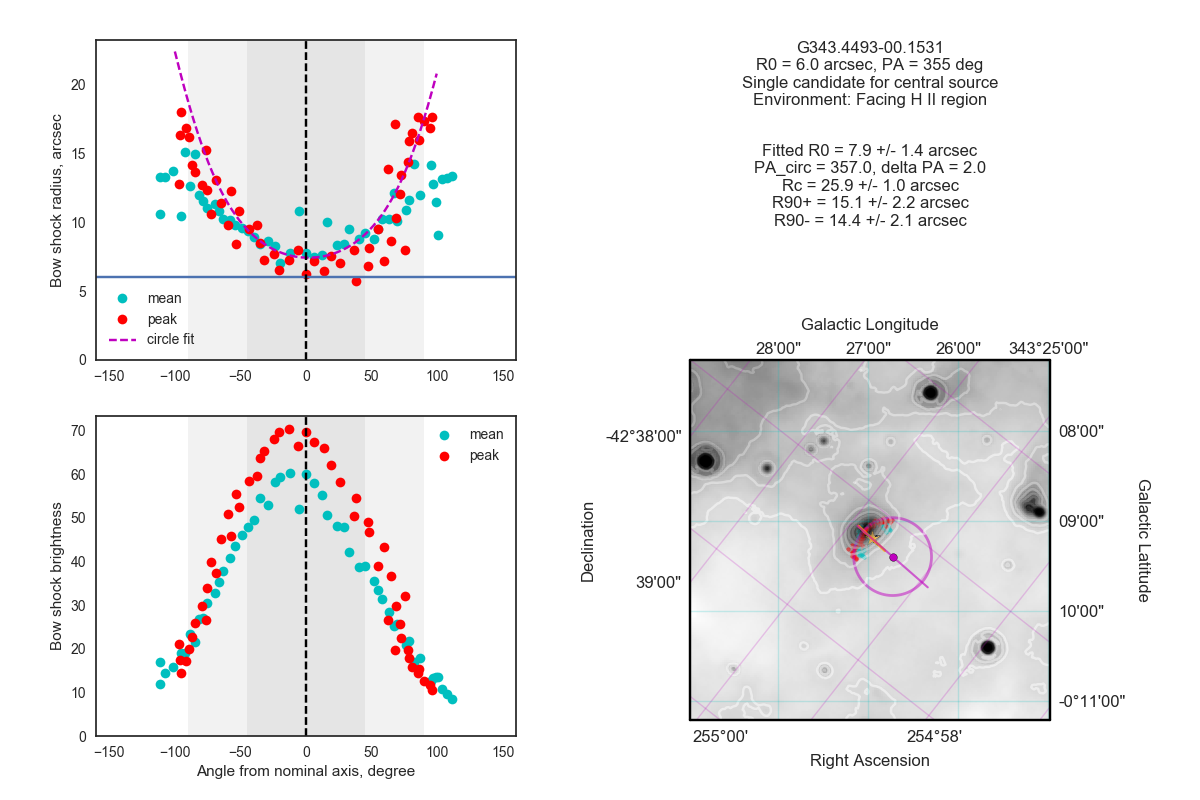 20
15
10
5
0
Bow shock radius, arcsec
mean
peak
circle fit
−150
−100
−50
0
50
100
150
70
60
50
40
30
20
10
0
Bow shock brightness
mean
peak
−150
−100
−50
0
50
100
150
Angle from nominal axis, degree
G343.4493-00.1531
R0 = 6.0 arcsec, PA = 355 deg
Single candidate for central source
Environment: Facing H II region
Fitted R0 = 7.9 +/- 1.4 arcsec
PA_circ = 357.0, delta PA = 2.0
Rc = 25.9 +/- 1.0 arcsec
R90+ = 15.1 +/- 2.2 arcsec
R90- = 14.4 +/- 2.1 arcsec
Galactic Longitude
28'00" 27'00" 26'00" 343°25'00"
-42°38'00"
39'00"
Declination
08'00"
09'00"
10'00"
-0°11'00"
Galactic Latitude
255°00' 254°58'
Right Ascension